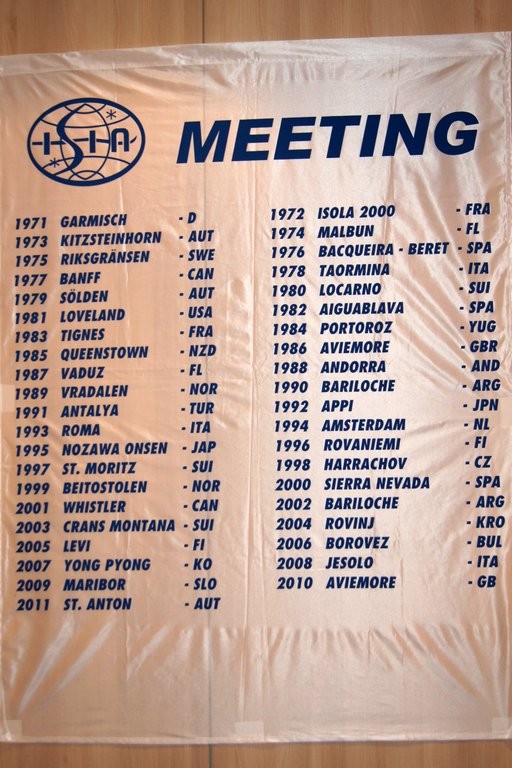 ISIA MEETING
1971 GARMISCH - D
1973 KITZSTEINHORN - AUT
1975 RIKSGRÄNSEN - SWE
1977 BANFF - CAN
1979 SÖLDEN - AUT
1981 LOVELAND - USA
1983 TIGNES - FRA
1985 QUEENSTOWN - NZD
1987 VADUZ - FL
1989 VRADALEN - NOR
1991 ANTALYA - TUR
1993 ROMA - ITA
1995 NOZAWA ONSEN - JAP
1997 ST. MORITZ - SUI
1999 BEITOSTOLEN - NOR
2001 WHISTLER - CAN
2003 CRANS MONTANA - SUI
2005 LEVI - FI
2007 YONG PYONG - KO
2009 MARIBOR - SLO
2011 ST. ANTON - AUT
1972 ISOLA 2000 - FRA
1974 MALBUN - FL
1976 BACQUEIRA - BERET - SPA
1978 TAORMINA - ITA
1980 LOCARNO - SUI
1982 AIGUABLAVA - SPA
1984 PORTOROZ - YUG
1986 AVIEMORE - GBR
1988 ANDORRA - AND
1990 BARILOCHE - ARG
1992 APPI - JPN
1994 AMSTERDAM - NL
1996 ROVANIEMI - FI
1998 HARRACHOV - CZ
2000 SIERRA NEVADA - SPA
2002 BARILOCHE - ARG
2004 ROVINJ - KRO
2006 BOROVEZ - BUL
2008 JESOLO - ITA
2010 AVIEMORE - GB